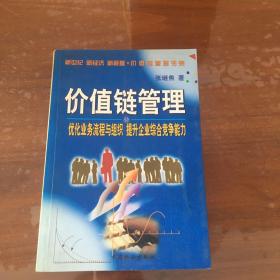 新世纪 新经济 新管理
张继焦 著
价值链管理
优化业务流程与组织 提升企业综合竞争能力